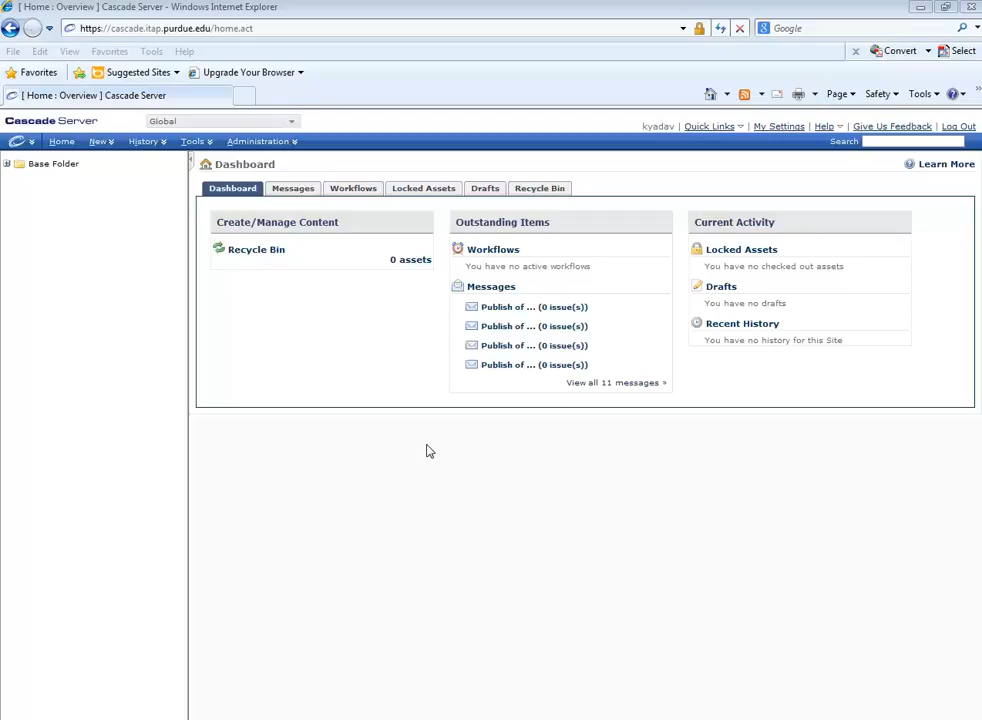 [ Home : Overview ] Cascade Server - Windows Internet Explorer
https://cascade.itap.purdue.edu/home.act
Google
File Edit View Favorites Tools Help
Convert Select
Favorites Suggested Sites Upgrade Your Browser
[ Home : Overview ] Cascade Server
Page Safety Tools
Cascade Server Global
kyadav Quick Links My Settings Help Give Us Feedback Log Out
Home New History Tools Administration Search
Base Folder
Dashboard Learn More
Dashboard Messages Workflows Locked Assets Drafts Recycle Bin
Create/Manage Content
Recycle Bin
0 assets
Outstanding Items
Workflows
You have no active workflows
Messages
Publish of ... (0 issue(s))
Publish of ... (0 issue(s))
Publish of ... (0 issue(s))
Publish of ... (0 issue(s))
View all 11 messages »
Current Activity
Locked Assets
You have no checked out assets
Drafts
You have no drafts
Recent History
You have no history for this Site